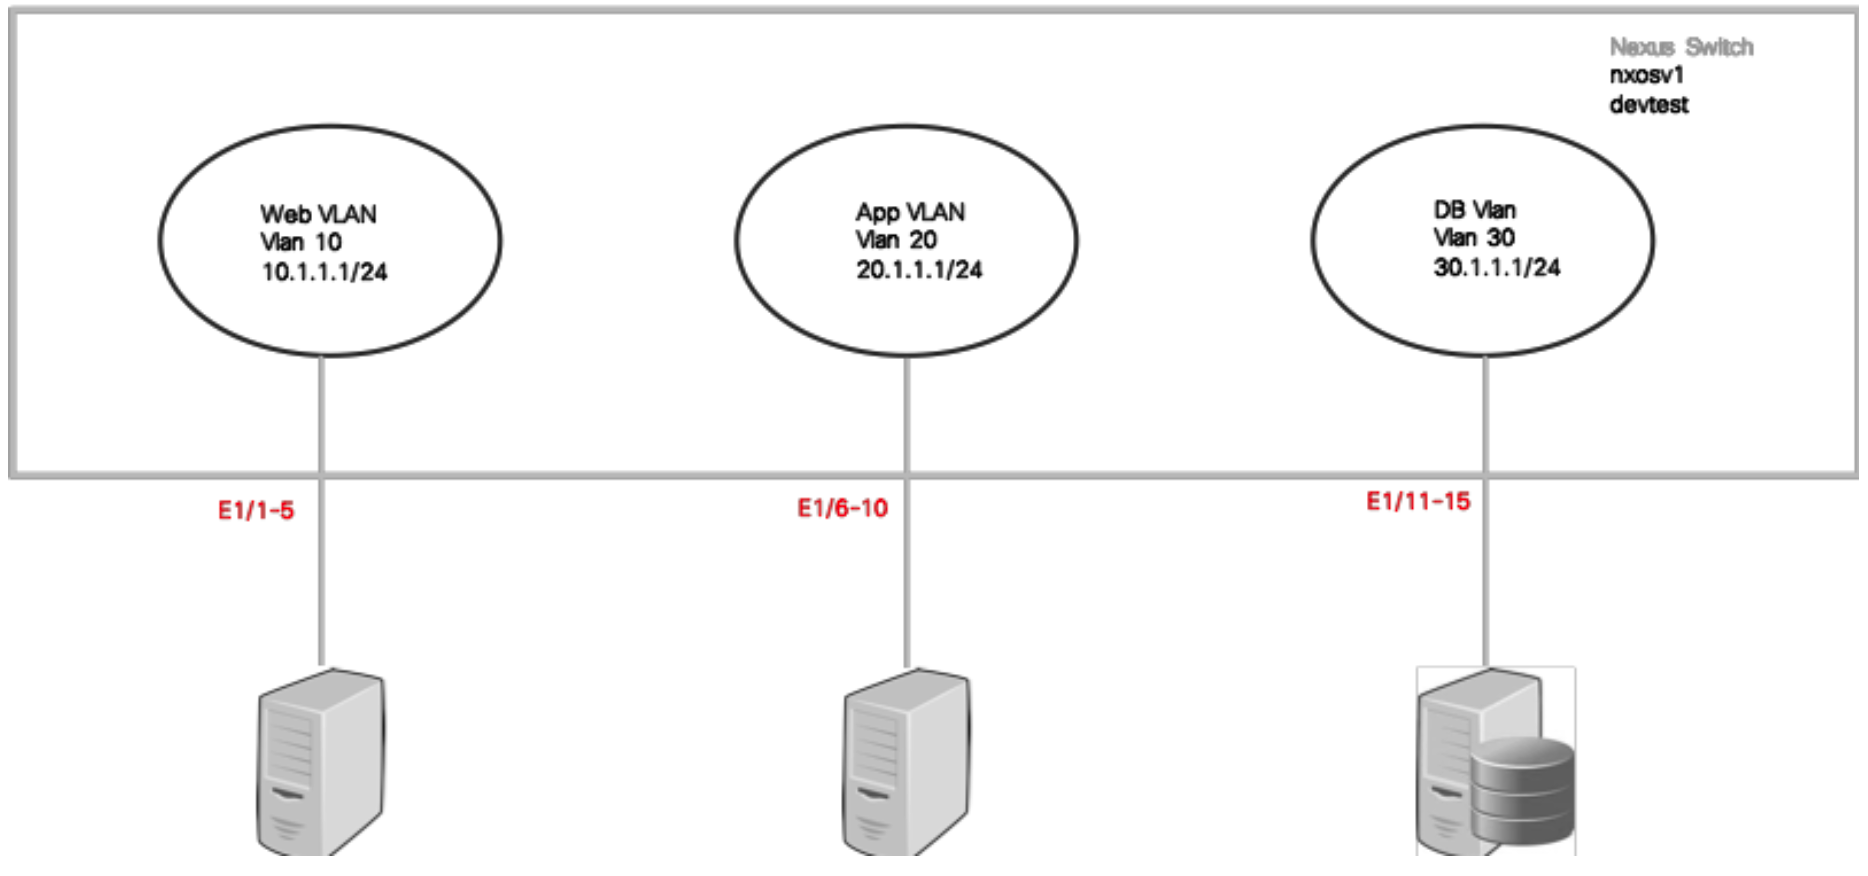 Nexus Switch
nxosv1
devtest
Web VLAN
Vlan 10
10.1.1.1/24
App VLAN
Vlan 20
20.1.1.1/24
DB Vlan
Vlan 30
30.1.1.1/24
E1/1-5
E1/6-10
E1/11-15